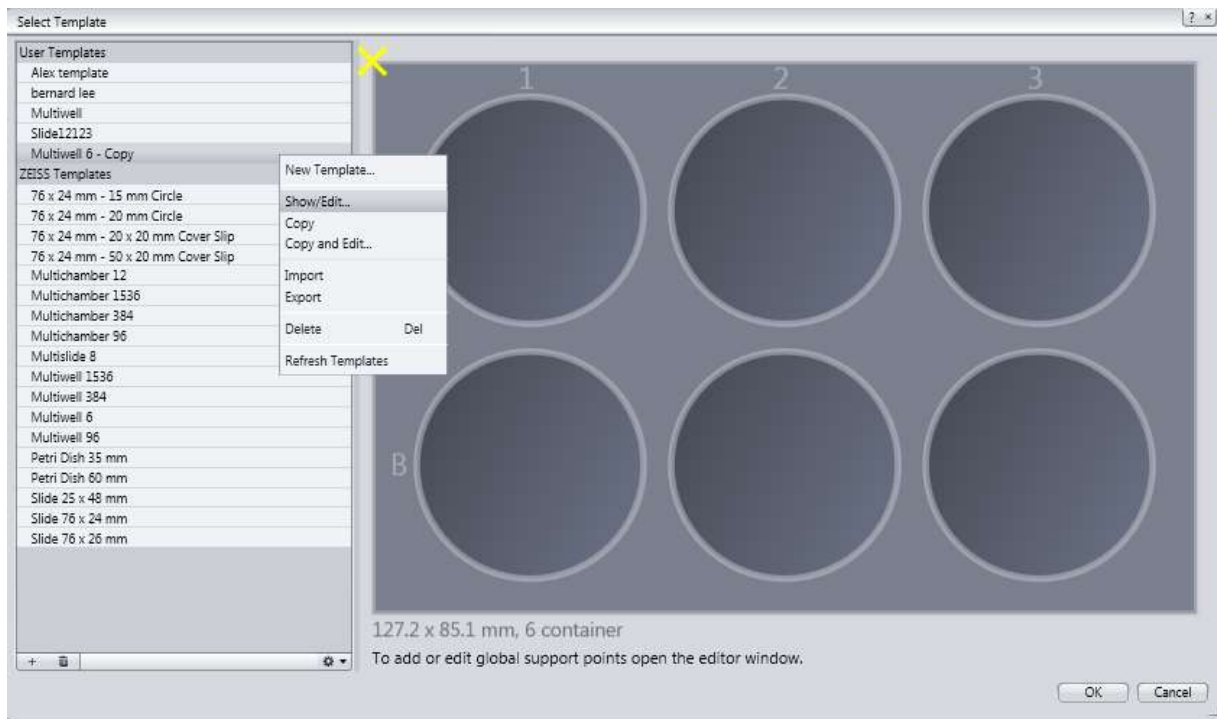 Select Template
? ×
User Templates
Alex template
bernard lee
Multiwell
Slide12123
Multiwell 6 - Copy
ZEISS Templates
76 x 24 mm - 15 mm Circle
76 x 24 mm - 20 mm Circle
76 x 24 mm - 20 x 20 mm Cover Slip
76 x 24 mm - 50 x 20 mm Cover Slip
Multichamber 12
Multichamber 1536
Multichamber 384
Multichamber 96
Multislide 8
Multiwell 1536
Multiwell 384
Multiwell 6
Multiwell 96
Petri Dish 35 mm
Petri Dish 60 mm
Slide 25 x 48 mm
Slide 76 x 24 mm
Slide 76 x 26 mm
+
New Template...
Show/Edit...
Copy
Copy and Edit...
Import
Export
Delete Del
Refresh Templates
1 2 3
B
127.2 x 85.1 mm, 6 container
To add or edit global support points open the editor window.
OK Cancel